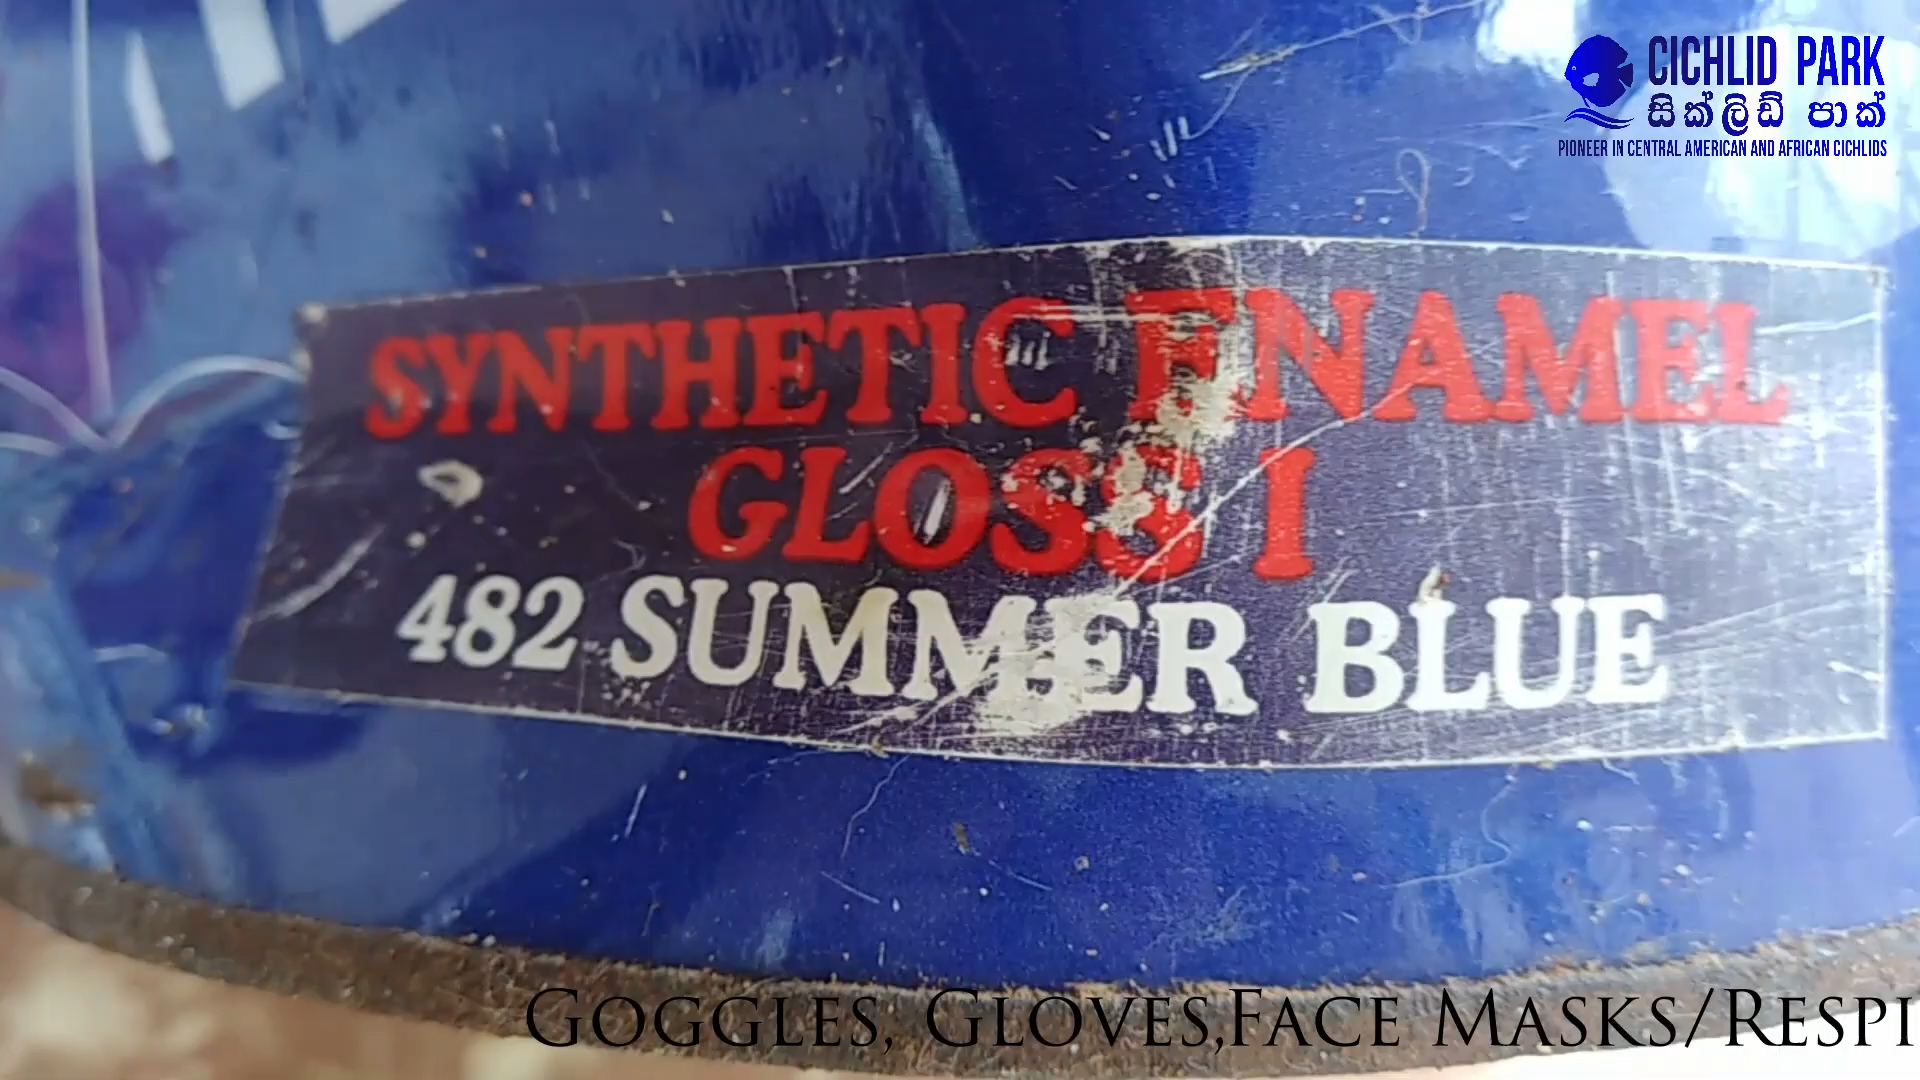 CICHLID PARK
සික්ලිඩ් පාක්
PIONEER IN CENTRAL AMERICAN AND AFRICAN CICHLIDS
SYNTHETIC ENAMEL
GLOSS I
482 SUMMER BLUE
GOGGLES, GLOVES,FACE MASKS/RESPI